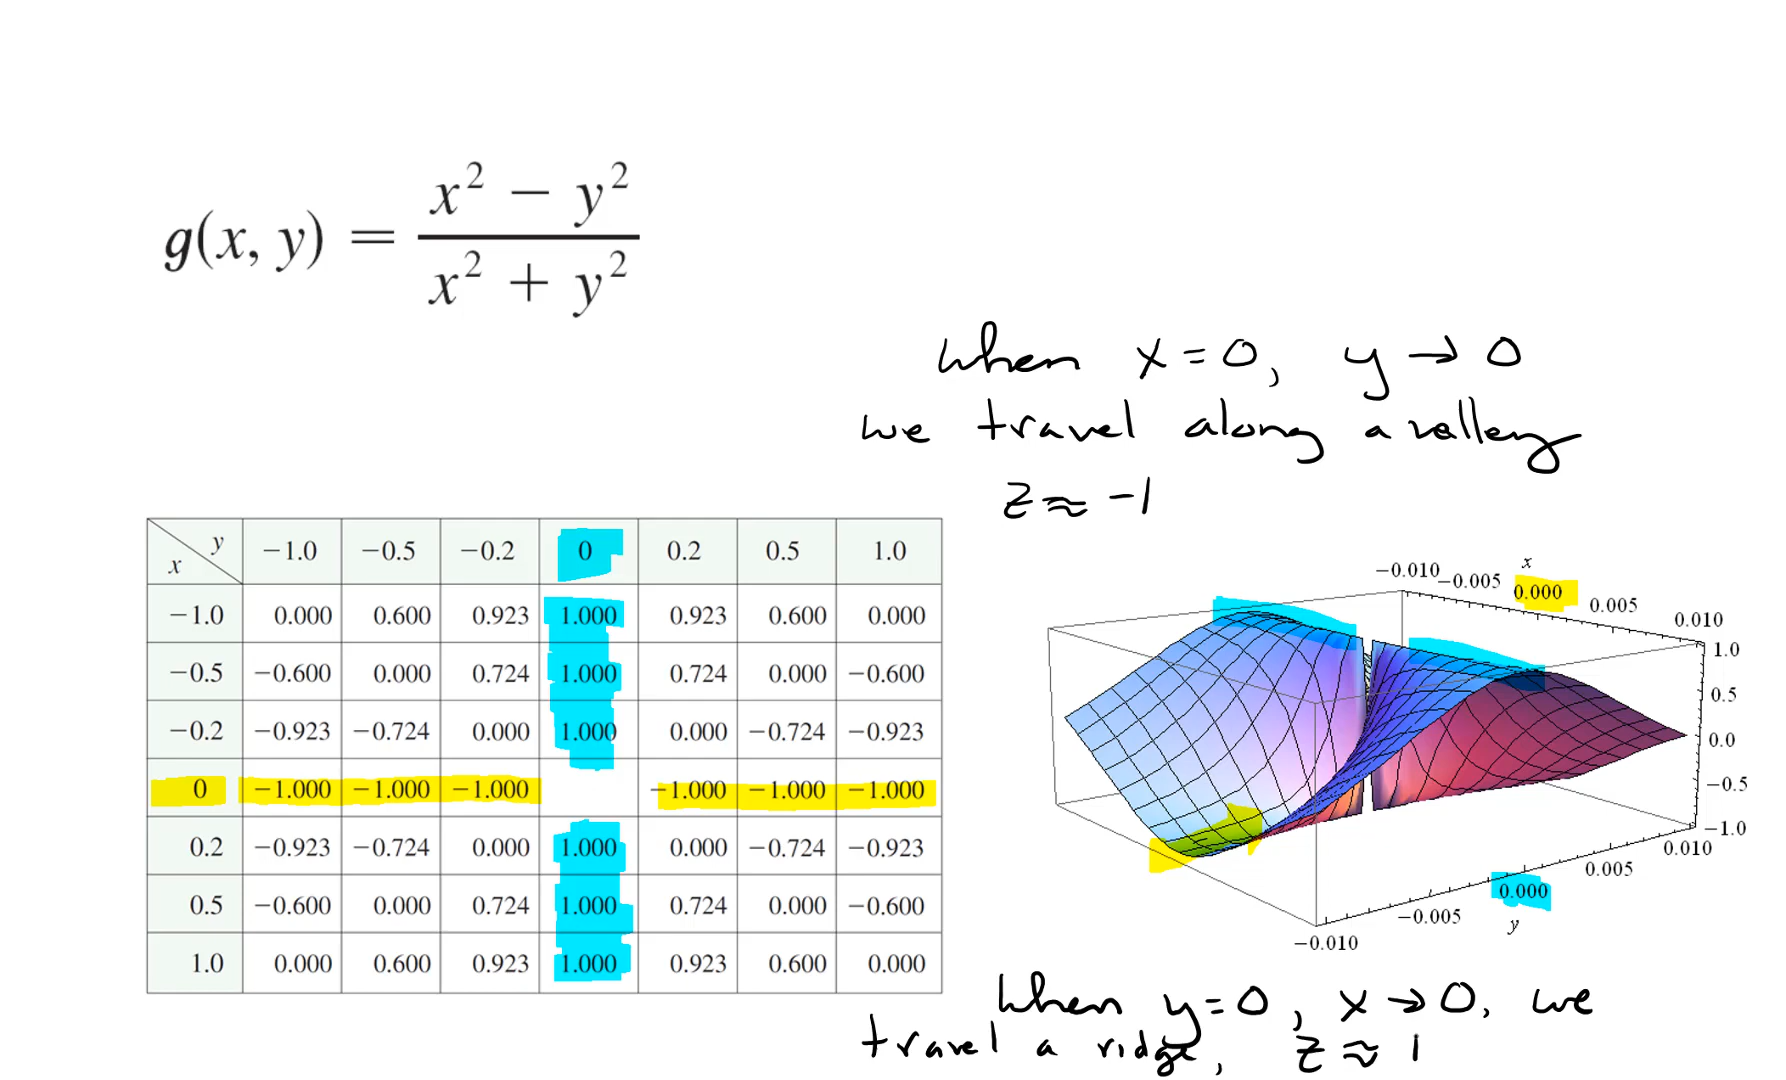 g(x, y) = x² − y² / x² + y²
when x = 0, y → 0
we travel along a valley
z ≈ -1
x y −1.0 −0.5 −0.2 0 0.2 0.5 1.0
−1.0 0.000 0.600 0.923 1.000 0.923 0.600 0.000
−0.5 −0.600 0.000 0.724 1.000 0.724 0.000 −0.600
−0.2 −0.923 −0.724 0.000 1.000 0.000 −0.724 −0.923
0 −1.000 −1.000 −1.000 −1.000 −1.000 −1.000
0.2 −0.923 −0.724 0.000 1.000 0.000 −0.724 −0.923
0.5 −0.600 0.000 0.724 1.000 0.724 0.000 −0.600
1.0 0.000 0.600 0.923 1.000 0.923 0.600 0.000
x
−0.010 −0.005 0.000 0.005 0.010
1.0
0.5
0.0
−0.5
−1.0
−0.010 −0.005 0.000 0.005 0.010
y
When y = 0, x → 0, we
travel a ridge, z ≈ 1